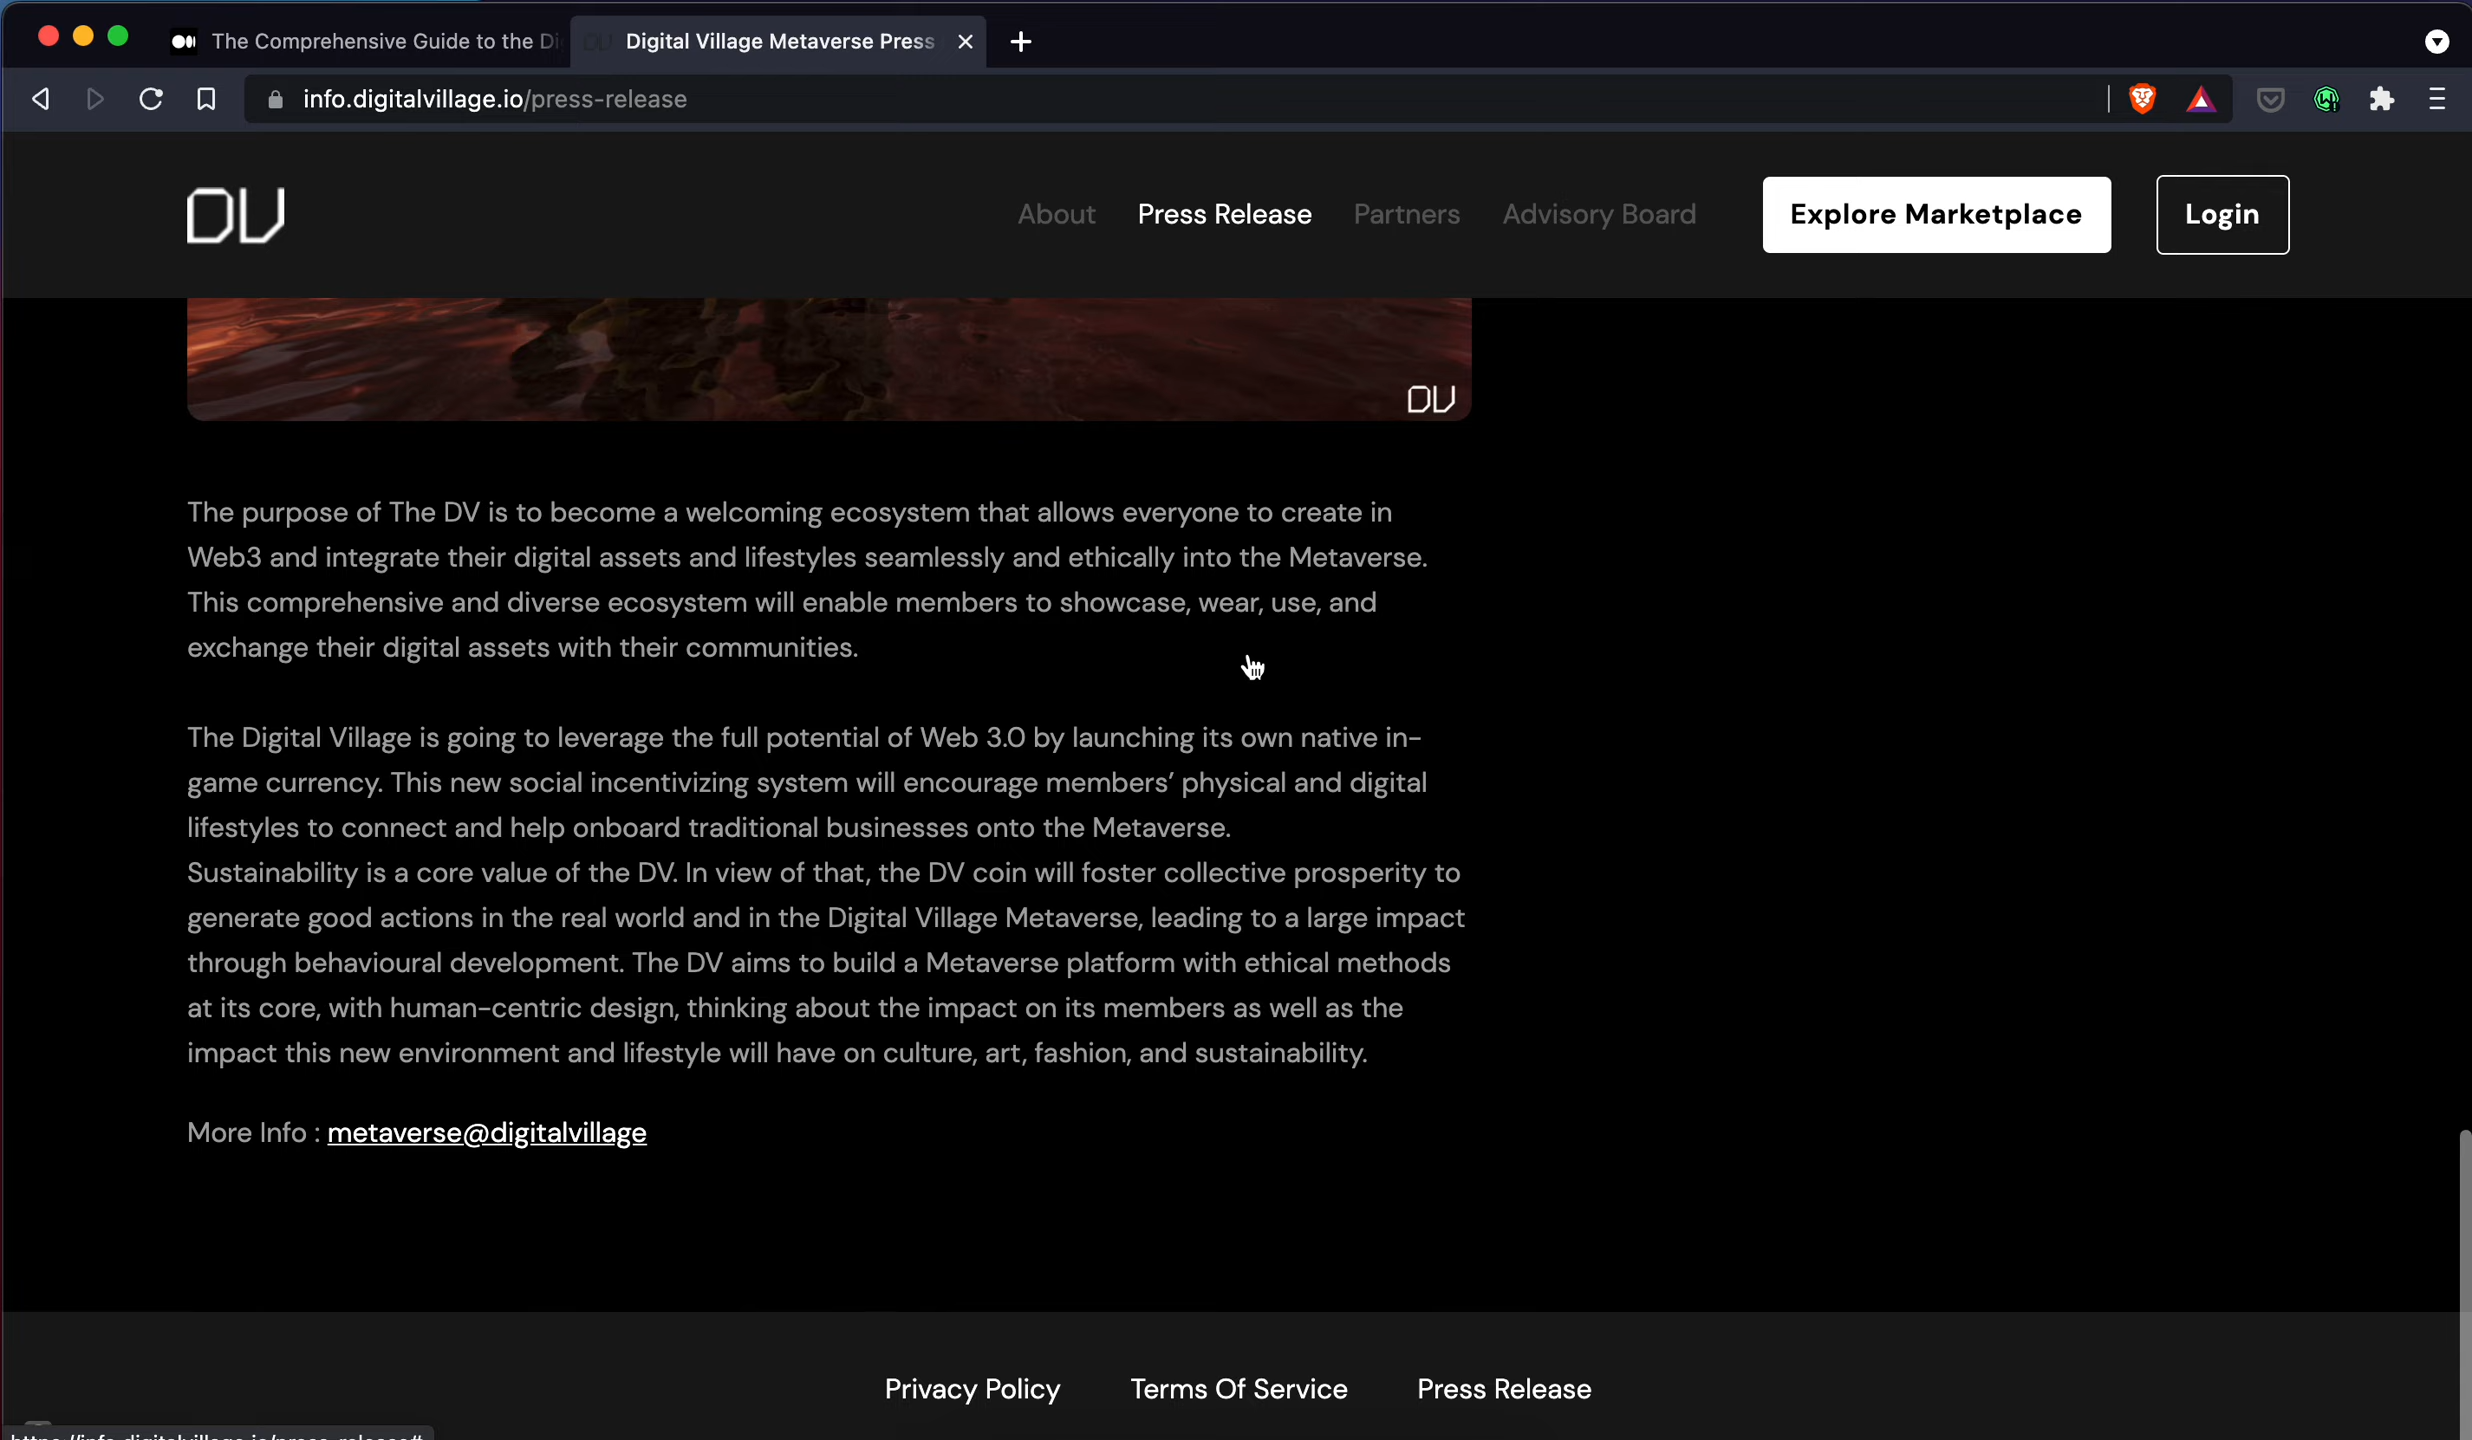 The Comprehensive Guide to the Di
Digital Village Metaverse Press
info.digitalvillage.io/press-release
DV
About
Press Release
Partners
Advisory Board
Explore Marketplace
Login
DV
The purpose of The DV is to become a welcoming ecosystem that allows everyone to create in
Web3 and integrate their digital assets and lifestyles seamlessly and ethically into the Metaverse.
This comprehensive and diverse ecosystem will enable members to showcase, wear, use, and
exchange their digital assets with their communities.
The Digital Village is going to leverage the full potential of Web 3.0 by launching its own native in-
game currency. This new social incentivizing system will encourage members’ physical and digital
lifestyles to connect and help onboard traditional businesses onto the Metaverse.
Sustainability is a core value of the DV. In view of that, the DV coin will foster collective prosperity to
generate good actions in the real world and in the Digital Village Metaverse, leading to a large impact
through behavioural development. The DV aims to build a Metaverse platform with ethical methods
at its core, with human-centric design, thinking about the impact on its members as well as the
impact this new environment and lifestyle will have on culture, art, fashion, and sustainability.
More Info : metaverse@digitalvillage
Privacy Policy
Terms Of Service
Press Release
https://info.digitalvillage.io/press-release#